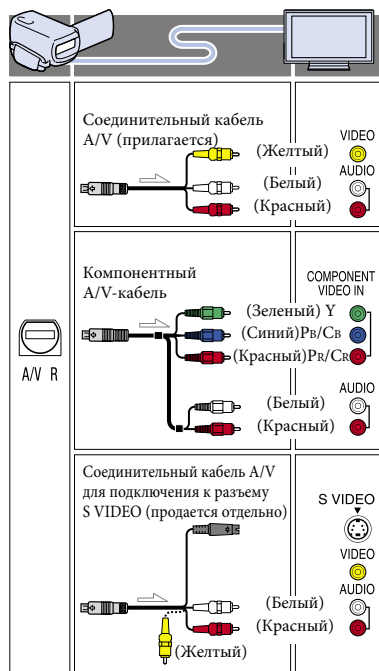 Соединительный кабель
A/V (прилагается)
(Желтый)
(Белый)
(Красный)
VIDEO
AUDIO
A/V R
Компонентный
A/V-кабель
(Зеленый) Y
(Синий)PB/CB
(Красный)PR/CR
(Белый)
(Красный)
COMPONENT
VIDEO IN
AUDIO
Соединительный кабель A/V
для подключения к разъему
S VIDEO (продается отдельно)
(Белый)
(Красный)
(Желтый)
S VIDEO
VIDEO
AUDIO